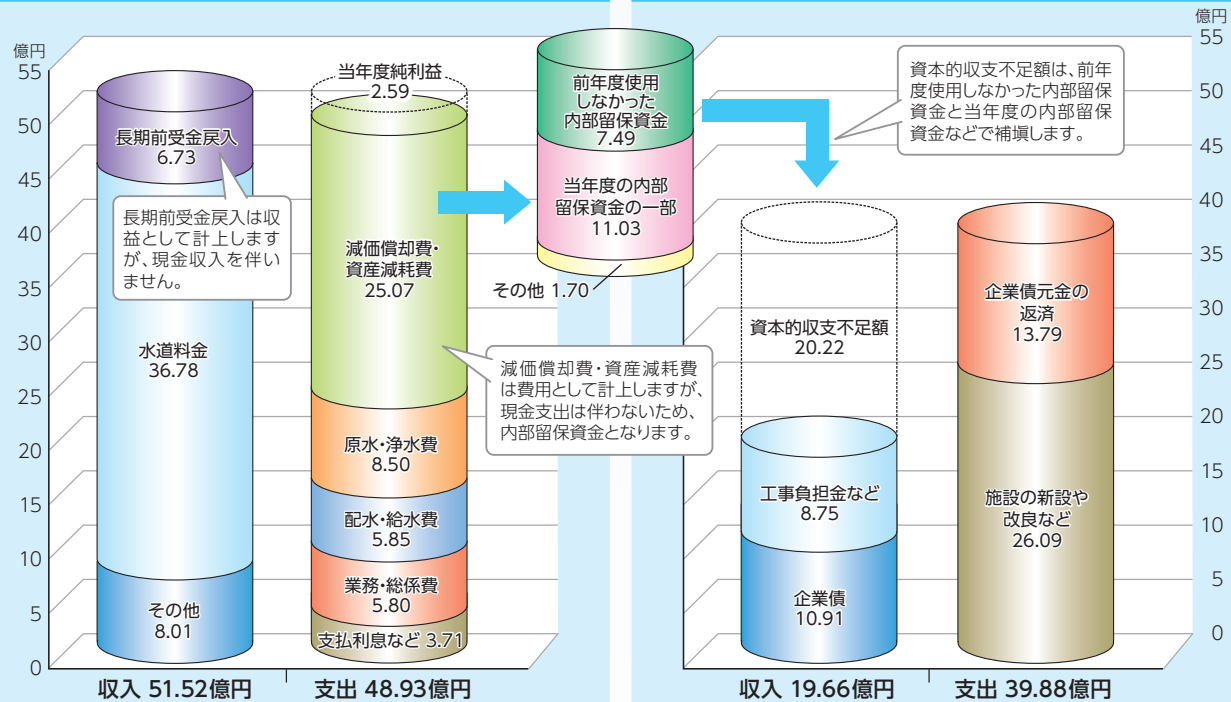 億円
55
50
45
40
35
30
25
20
15
10
5
0
長期前受金戻入
6.73
長期前受金戻入は収
益として計上します
が、現金収入を伴い
ません。
水道料金
36.78
その他
8.01
収入 51.52億円
当年度純利益
2.59
減価償却費・
資産減耗費
25.07
原水・浄水費
8.50
配水・給水費
5.85
業務・総係費
5.80
支払利息など 3.71
支出 48.93億円
前年度使用
しなかった
内部留保資金
7.49
当年度の内部
留保資金の一部
11.03
その他 1.70
減価償却費・資産減耗費
は費用として計上しますが、
現金支出は伴わないため、
内部留保資金となります。
資本的収支不足額は、前年
度使用しなかった内部留保
資金と当年度の内部留保
資金などで補填します。
資本的収支不足額
20.22
工事負担金など
8.75
企業債
10.91
収入 19.66億円
企業債元金の
返済
13.79
施設の新設や
改良など
26.09
支出 39.88億円
億円
55
50
45
40
35
30
25
20
15
10
5
0